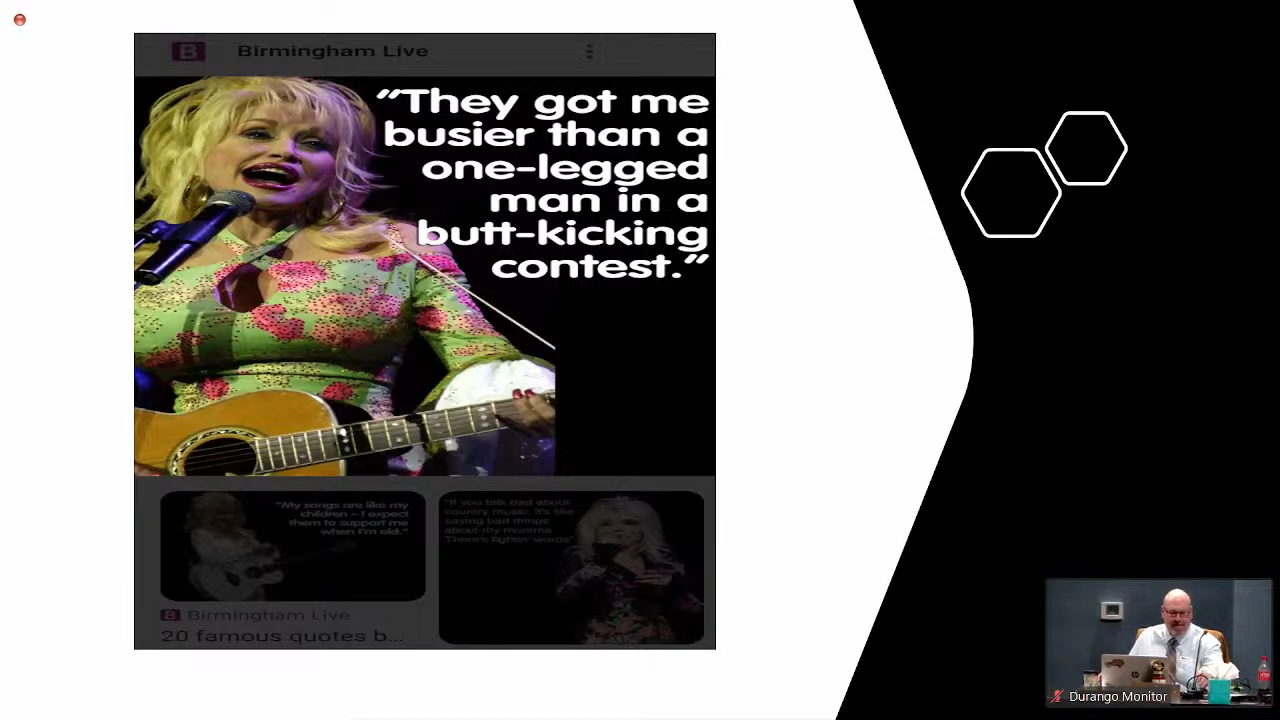 B Birmingham Live
"They got me
busier than a
one-legged
man in a
butt-kicking
contest."
"My songs are like my
children – I expect
them to support me
when I'm old."
"If you talk bad about
country music, it's like
saying bad things
about my momma
Them's fightin' words"
B Birmingham Live
20 famous quotes b...
hp
Durango Monitor